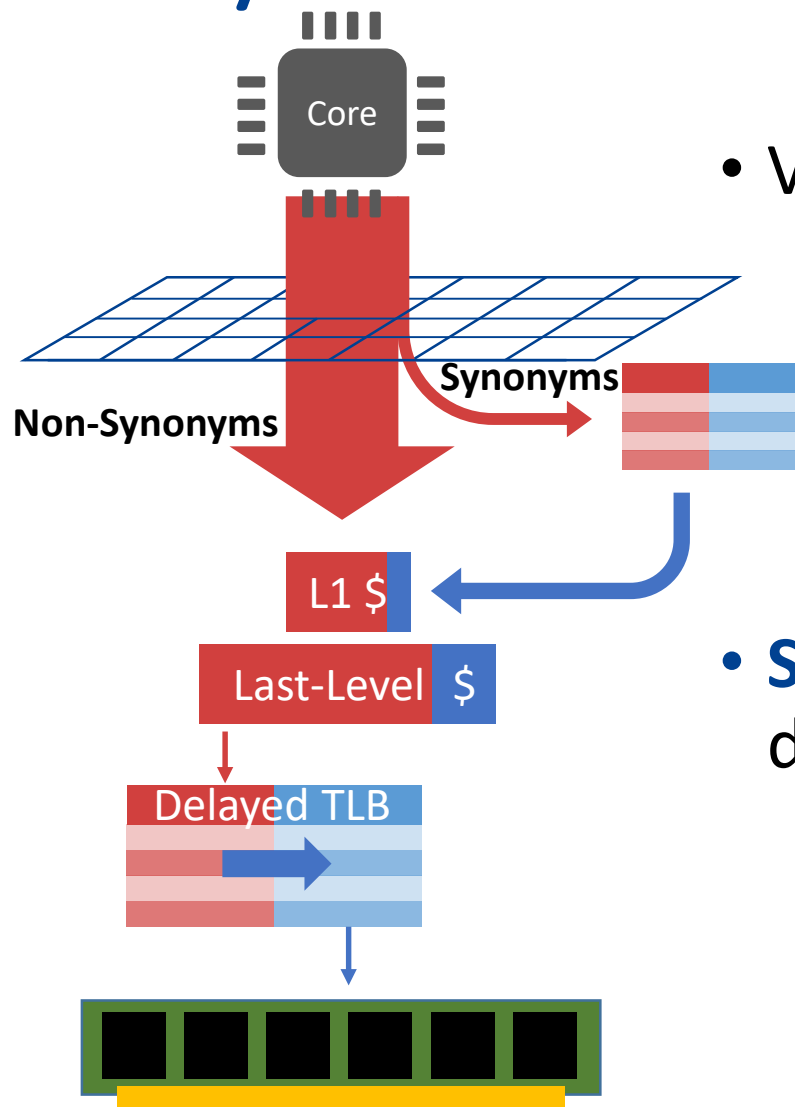 Core
• V
Synonyms
Non-Synonyms
L1 $
Last-Level $
• S
d
Delayed TLB